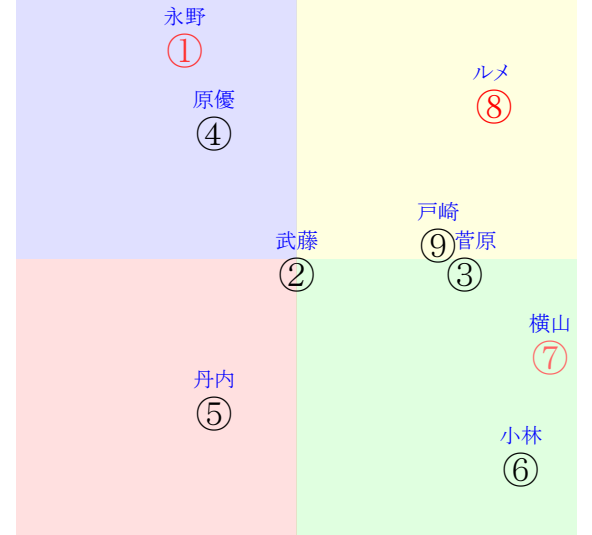 永野
①
ルメ
⑧
原優
④
戸崎
⑨
武藤
②
菅原
③
横山
⑦
丹内
⑤
小林
⑥